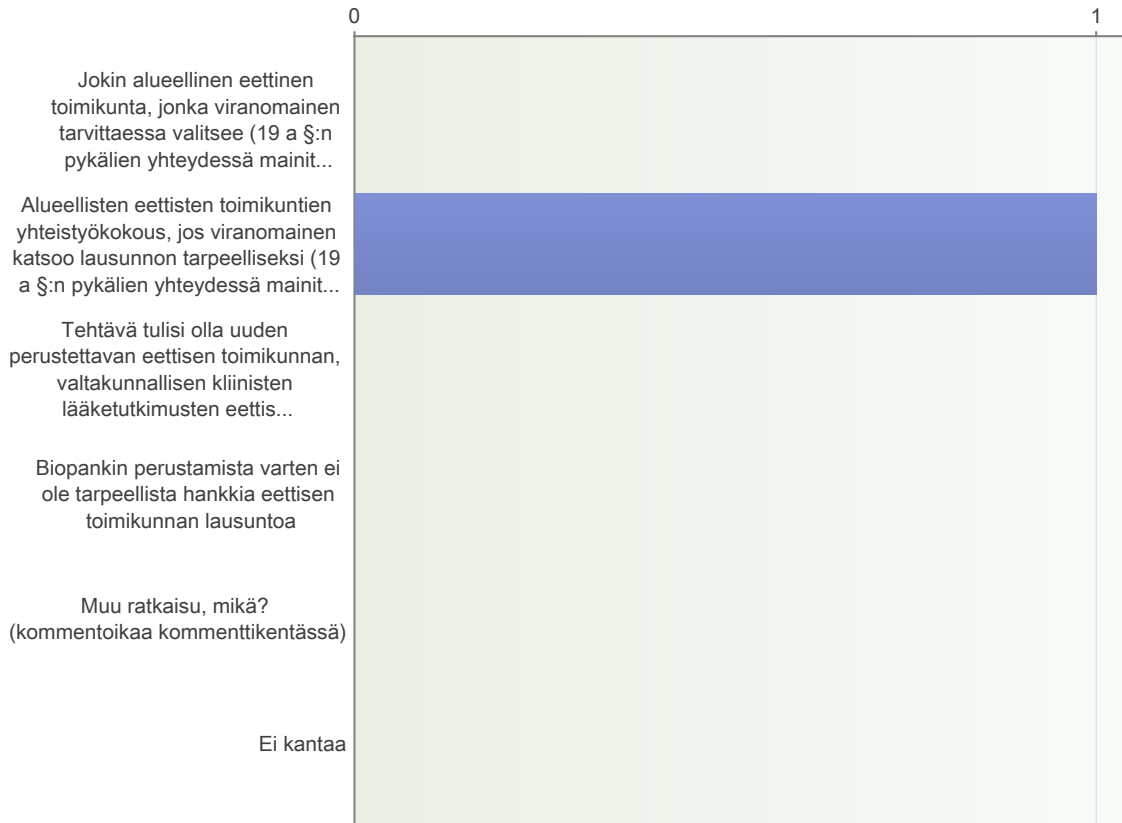 0 1
Jokin alueellinen eettinen
toimikunta, jonka viranomainen
tarvittaessa valitsee (19 a §:n
pykälien yhteydessä mainit...
Alueellisten eettisten toimikuntien
yhteistyökokous, jos viranomainen
katsoo lausunnon tarpeelliseksi (19
a §:n pykälien yhteydessä mainit...
Tehtävä tulisi olla uuden
perustettavan eettisen toimikunnan,
valtakunnallisen kliinisten
lääketutkimusten eettis...
Biopankin perustamista varten ei
ole tarpeellista hankkia eettisen
toimikunnan lausuntoa
Muu ratkaisu, mikä?
(kommentoikaa kommenttikentässä)
Ei kantaa